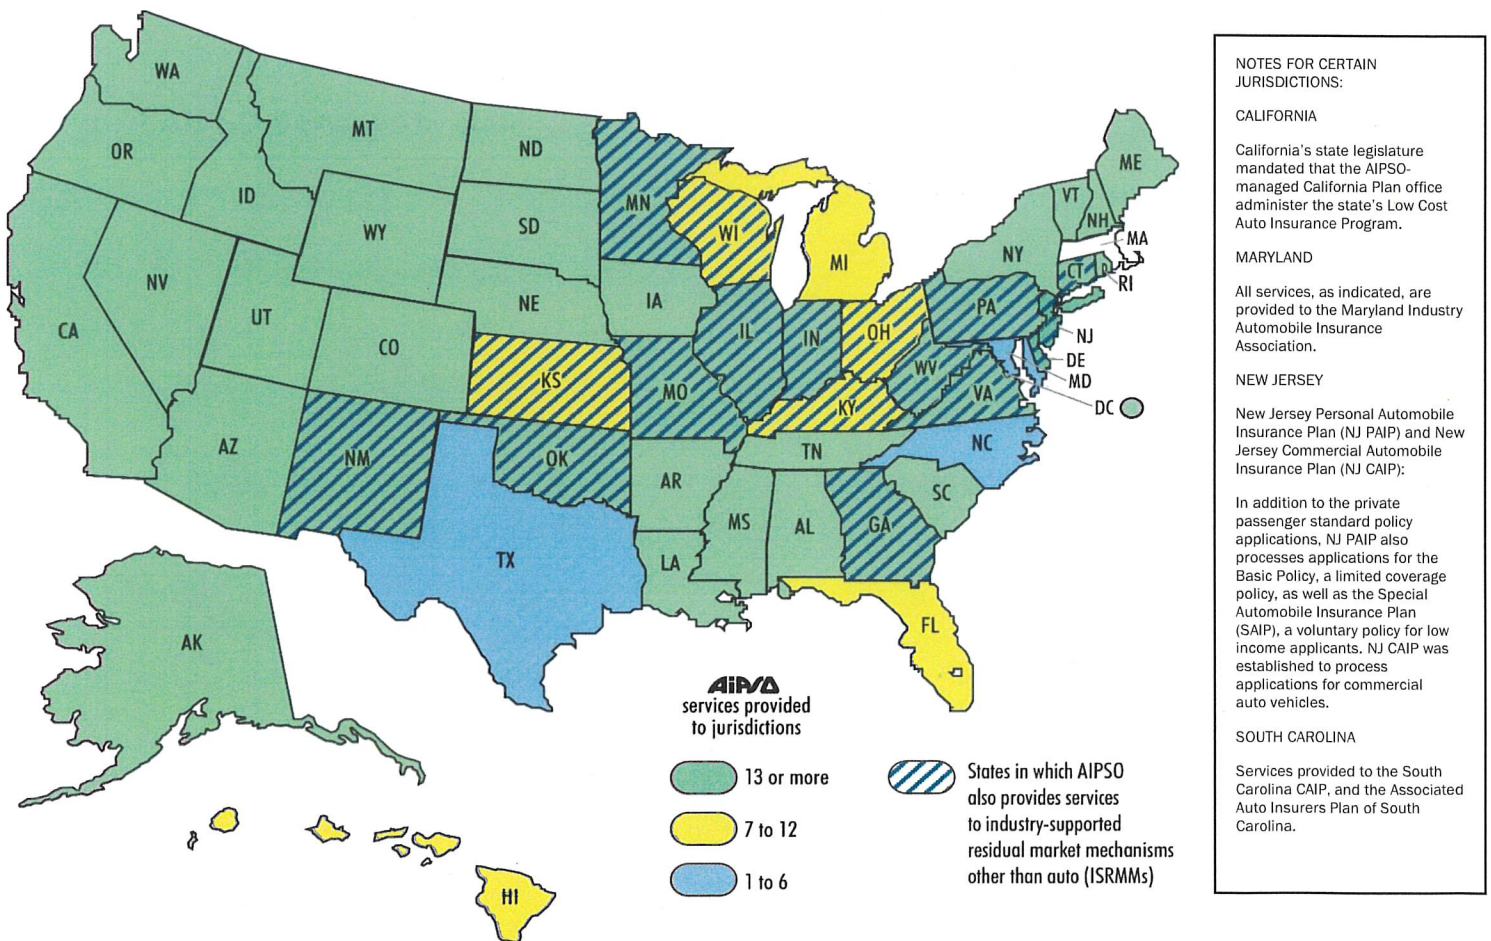 WA
OR
ID
MT
ND
MN
WI
MI
ME
VT
NH
MA
NY
CT
RI
WY
SD
NE
IA
NV
UT
CO
CA
KS
MO
IL
IN
OH
PA
NJ
DE
MD
DC
WV
VA
KY
AZ
NM
OK
AR
TN
NC
SC
GA
AL
MS
LA
TX
FL
AK
HI
AIPSO
services provided
to jurisdictions
13 or more
7 to 12
1 to 6
States in which AIPSO
also provides services
to industry-supported
residual market mechanisms
other than auto (ISRMMs)
NOTES FOR CERTAIN
JURISDICTIONS:
CALIFORNIA
California's state legislature
mandated that the AIPSO-
managed California Plan office
administer the state's Low Cost
Auto Insurance Program.
MARYLAND
All services, as indicated, are
provided to the Maryland Industry
Automobile Insurance
Association.
NEW JERSEY
New Jersey Personal Automobile
Insurance Plan (NJ PAIP) and New
Jersey Commercial Automobile
Insurance Plan (NJ CAIP):
In addition to the private
passenger standard policy
applications, NJ PAIP also
processes applications for the
Basic Policy, a limited coverage
policy, as well as the Special
Automobile Insurance Plan
(SAIP), a voluntary policy for low
income applicants. NJ CAIP was
established to process
applications for commercial
auto vehicles.
SOUTH CAROLINA
Services provided to the South
Carolina CAIP, and the Associated
Auto Insurers Plan of South
Carolina.